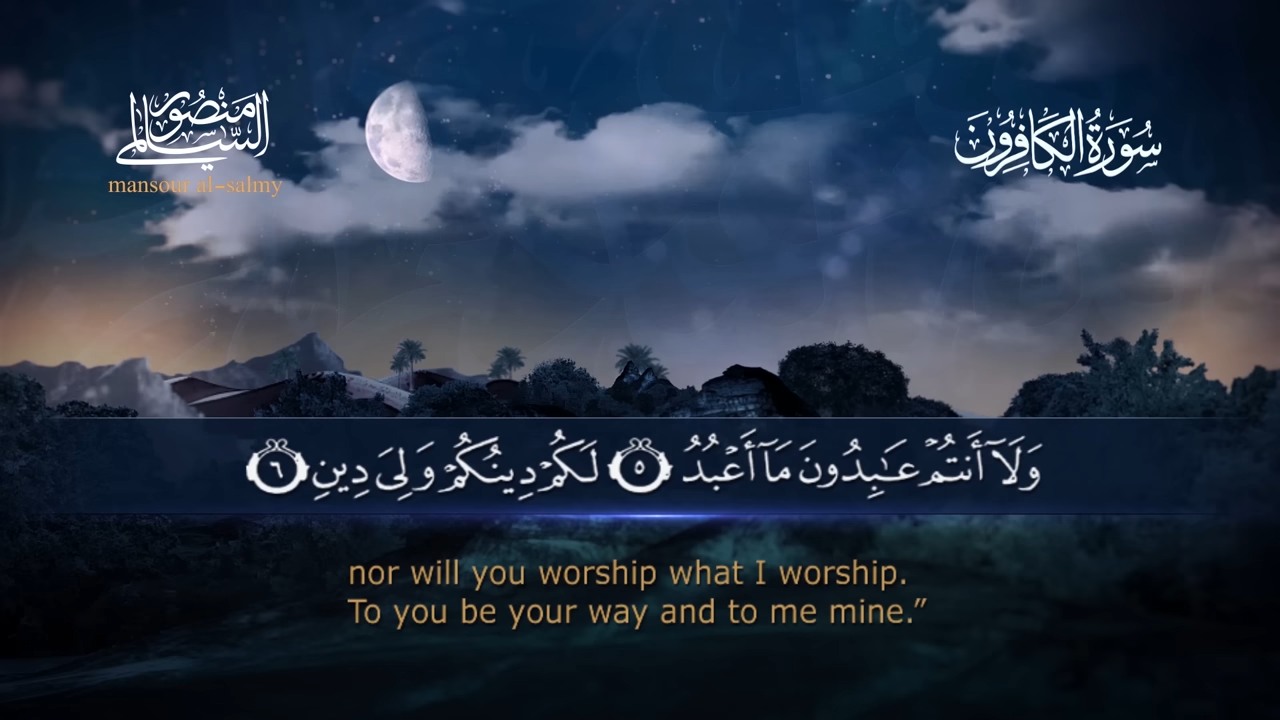 منصور السالمي
mansour al-salmy
سُورَةُ الكَافِرُونَ
وَلَآ أَنتُمْ عَـٰبِدُونَ مَآ أَعْبُدُ ٥ لَكُمْ دِينُكُمْ وَلِىَ دِينِ ٦
nor will you worship what I worship.
To you be your way and to me mine.”